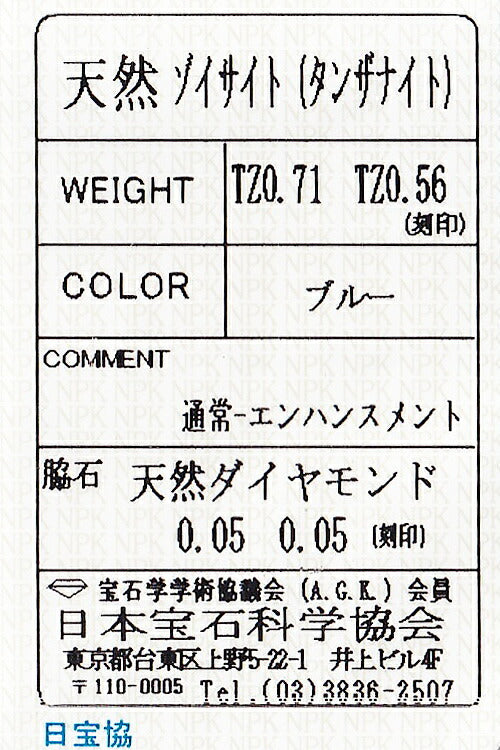 天然 ゾイサイト (タンザナイト)
WEIGHT TZ0.71 TZ0.56
(刻印)
COLOR ブルー
COMMENT
通常-エンハンスメント
脇石 天然ダイヤモンド
0.05 0.05 (刻印)
宝石学学術協議会 (A.G.K.) 会員
日本宝石科学協会
東京都台東区上野5-22-1 井上ビル4F
〒110-0005 Tel.(03)3836-2507
日宝協